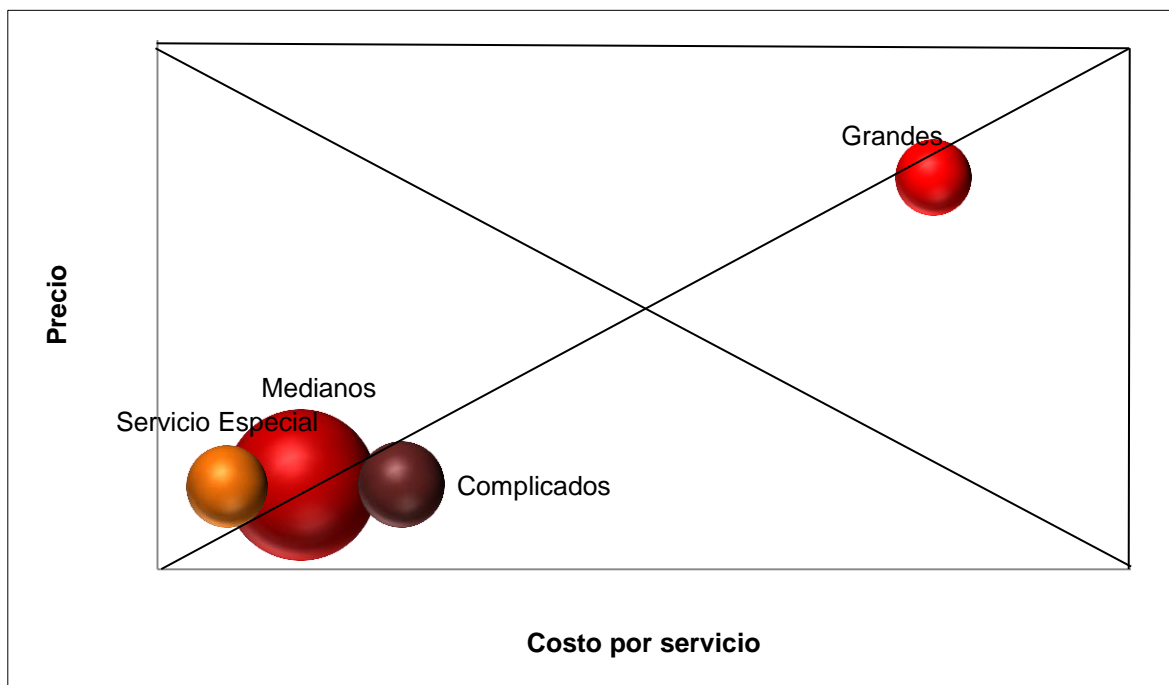 Grandes
Precio
Medianos
Servicio Especial
Complicados
Costo por servicio